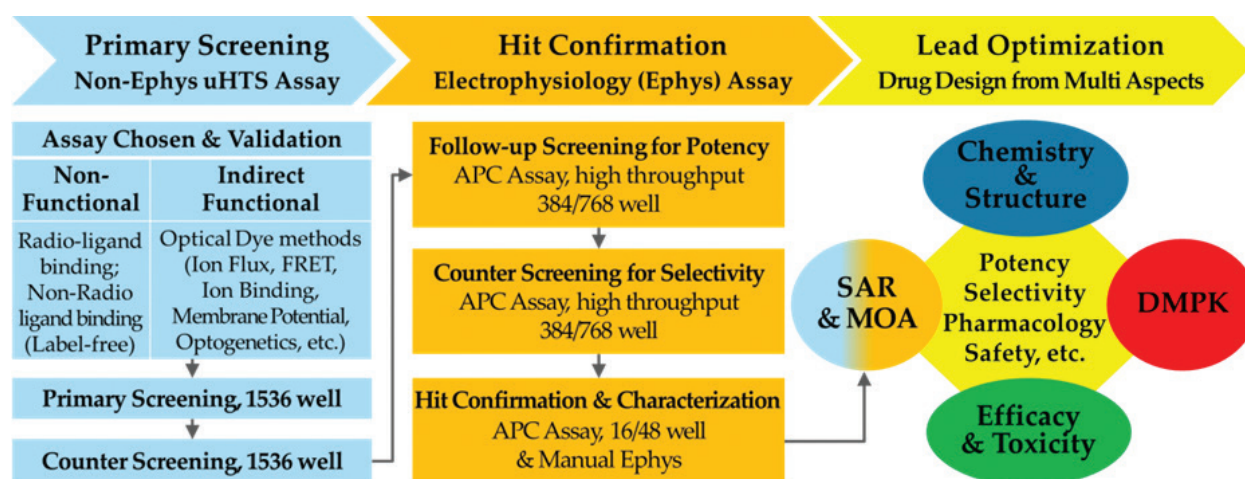 Primary Screening
Non-Ephys uHTS Assay
Hit Confirmation
Electrophysiology (Ephys) Assay
Lead Optimization
Drug Design from Multi Aspects
Assay Chosen & Validation
Non-
Functional
Radio-ligand
binding;
Non-Radio
ligand binding
(Label-free)
Indirect
Functional
Optical Dye methods
(Ion Flux, FRET,
Ion Binding,
Membrane Potential,
Optogenetics, etc.)
Primary Screening, 1536 well
Counter Screening, 1536 well
Follow-up Screening for Potency
APC Assay, high throughput
384/768 well
Counter Screening for Selectivity
APC Assay, high throughput
384/768 well
Hit Confirmation & Characterization
APC Assay, 16/48 well
& Manual Ephys
Chemistry
&
Structure
SAR
& MOA
Potency
Selectivity
Pharmacology
Safety, etc.
DMPK
Efficacy
& Toxicity